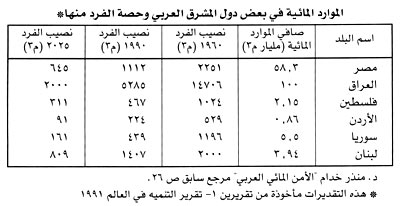 الموارد المائية في بعض دول المشرق العربي وحصة الفرد منها*
اسم البلد | صافي الموارد المائية (مليار م٣) | نصيب الفرد ١٩٦٠ (م٣) | نصيب الفرد ١٩٩٠ (م٣) | نصيب الفرد ٢٠٢٥ (م٣)
مصر | ٥٨.٣ | ٢٢٥١ | ١١١٢ | ٦٤٥
العراق | ١٠٠ | ١٤٧٠٦ | ٥٢٨٥ | ٢٠٠٠
فلسطين | ٢.١٥ | ١٠٢٤ | ٤٦٧ | ٣١١
الأردن | ٠.٨٦ | ٥٢٩ | ٢٢٤ | ٩١
سوريا | ٥.٥ | ١١٩٦ | ٤٣٩ | ١٦١
لبنان | ٣.٩٤ | ٢٠٠٠ | ١٤٠٧ | ٨٠٩
د. منذر خدام "الأمن المائي العربي" مرجع سابق ص ٢٦.
* هذه التقديرات مأخوذة من تقريرين ١- تقرير التنميه في العالم ١٩٩١